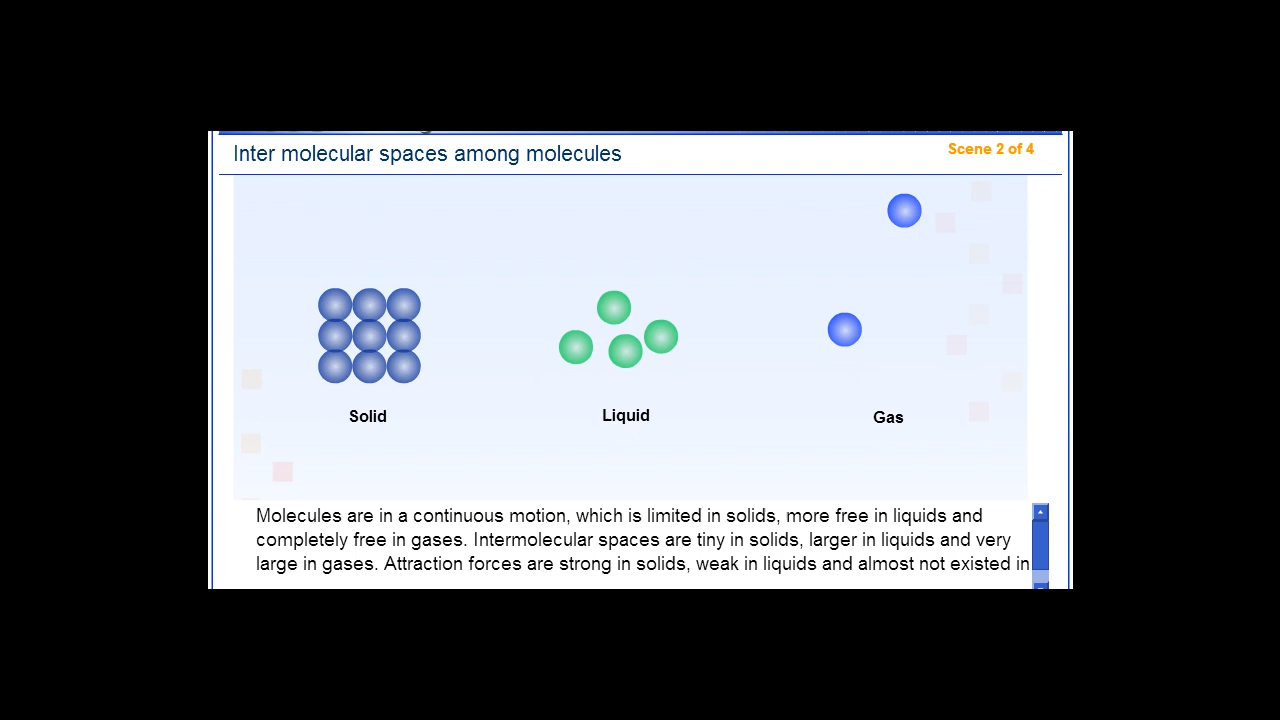 Inter molecular spaces among molecules
Scene 2 of 4
Solid
Liquid
Gas
Molecules are in a continuous motion, which is limited in solids, more free in liquids and
completely free in gases. Intermolecular spaces are tiny in solids, larger in liquids and very
large in gases. Attraction forces are strong in solids, weak in liquids and almost not existed in